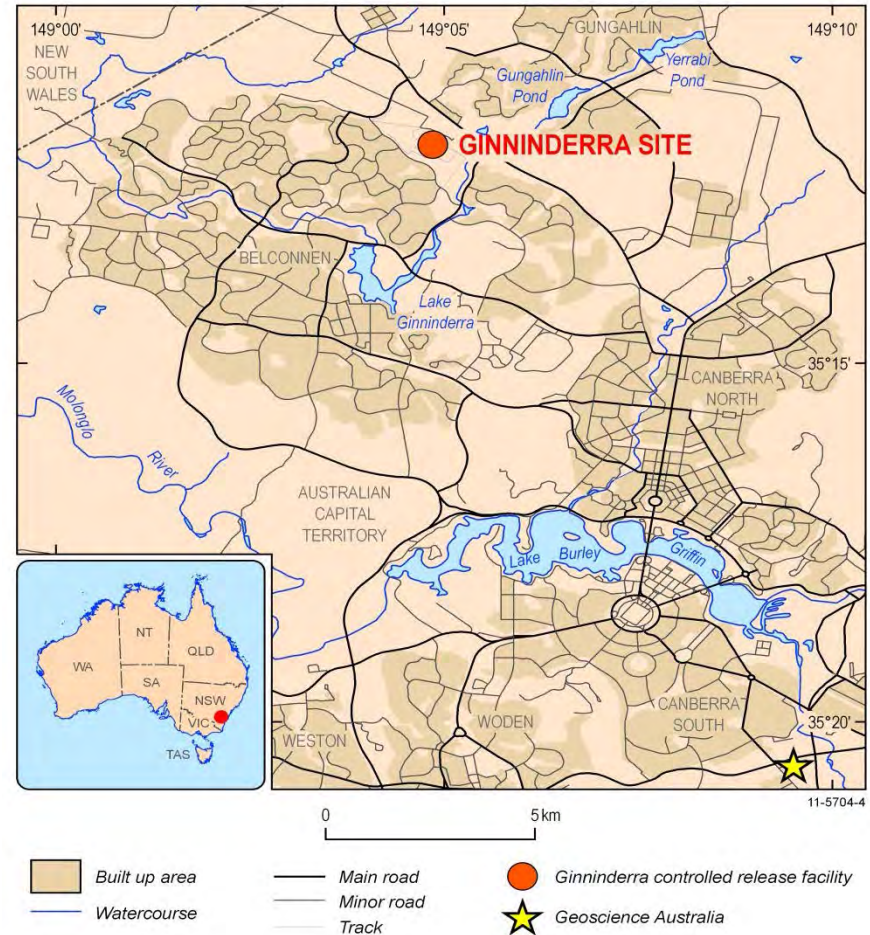 149°00'
149°05'
149°10'
NEW
SOUTH
WALES
GUNGAHLIN
Gungahlin
Pond
Yerrabi
Pond
GINNINDERRA SITE
BELCONNEN
Lake
Ginninderra
35°15'
CANBERRA
NORTH
Molonglo
River
AUSTRALIAN
CAPITAL
TERRITORY
Lake Burley Griffin
WA
NT
QLD
SA
NSW
VIC
TAS
WESTON
WODEN
CANBERRA
SOUTH
35°20'
11-5704-4
0 5 km
Built up area
Watercourse
Main road
Minor road
Track
Ginninderra controlled release facility
Geoscience Australia